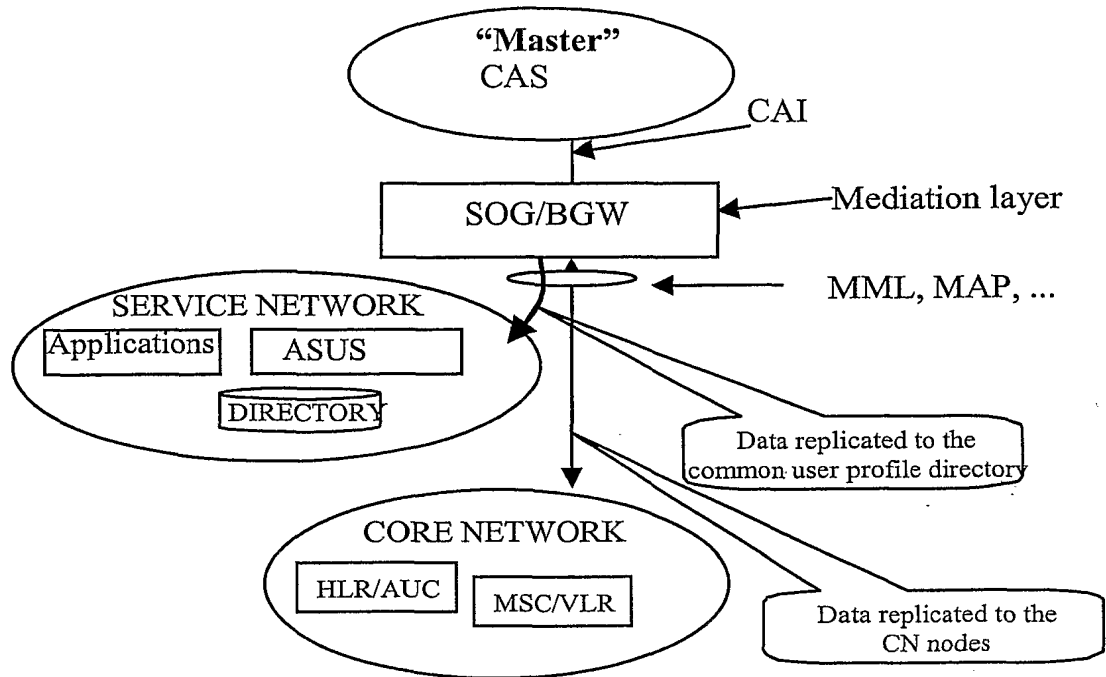 “Master”
CAS
CAI
SOG/BGW
Mediation layer
MML, MAP, ...
SERVICE NETWORK
Applications
ASUS
DIRECTORY
Data replicated to the
common user profile directory
CORE NETWORK
HLR/AUC
MSC/VLR
Data replicated to the
CN nodes